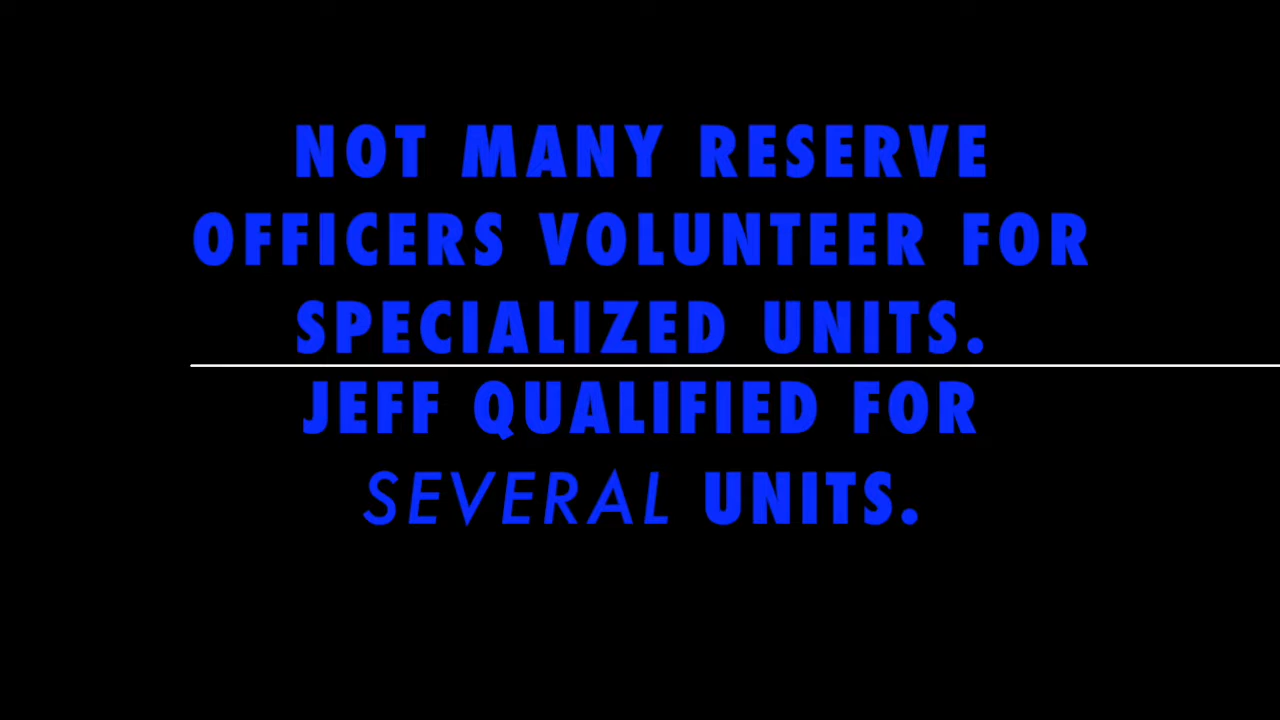 NOT MANY RESERVE
OFFICERS VOLUNTEER FOR
SPECIALIZED UNITS.
JEFF QUALIFIED FOR
SEVERAL UNITS.